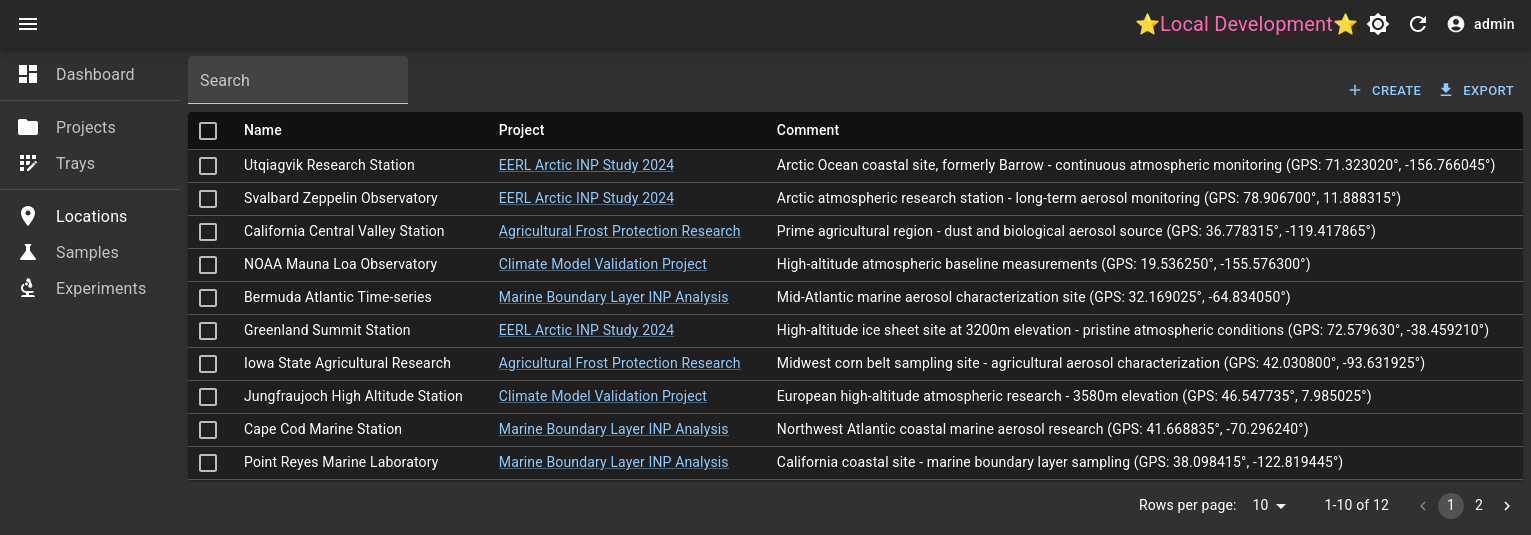 ⭐Local Development⭐ admin
Dashboard
Projects
Trays
Locations
Samples
Experiments
Search
CREATE EXPORT
Name Project Comment
Utqiagvik Research Station EERL Arctic INP Study 2024 Arctic Ocean coastal site, formerly Barrow - continuous atmospheric monitoring (GPS: 71.323020°, -156.766045°)
Svalbard Zeppelin Observatory EERL Arctic INP Study 2024 Arctic atmospheric research station - long-term aerosol monitoring (GPS: 78.906700°, 11.888315°)
California Central Valley Station Agricultural Frost Protection Research Prime agricultural region - dust and biological aerosol source (GPS: 36.778315°, -119.417865°)
NOAA Mauna Loa Observatory Climate Model Validation Project High-altitude atmospheric baseline measurements (GPS: 19.536250°, -155.576300°)
Bermuda Atlantic Time-series Marine Boundary Layer INP Analysis Mid-Atlantic marine aerosol characterization site (GPS: 32.169025°, -64.834050°)
Greenland Summit Station EERL Arctic INP Study 2024 High-altitude ice sheet site at 3200m elevation - pristine atmospheric conditions (GPS: 72.579630°, -38.459210°)
Iowa State Agricultural Research Agricultural Frost Protection Research Midwest corn belt sampling site - agricultural aerosol characterization (GPS: 42.030800°, -93.631925°)
Jungfraujoch High Altitude Station Climate Model Validation Project European high-altitude atmospheric research - 3580m elevation (GPS: 46.547735°, 7.985025°)
Cape Cod Marine Station Marine Boundary Layer INP Analysis Northwest Atlantic coastal marine aerosol research (GPS: 41.668835°, -70.296240°)
Point Reyes Marine Laboratory Marine Boundary Layer INP Analysis California coastal site - marine boundary layer sampling (GPS: 38.098415°, -122.819445°)
Rows per page: 10 1-10 of 12 1 2